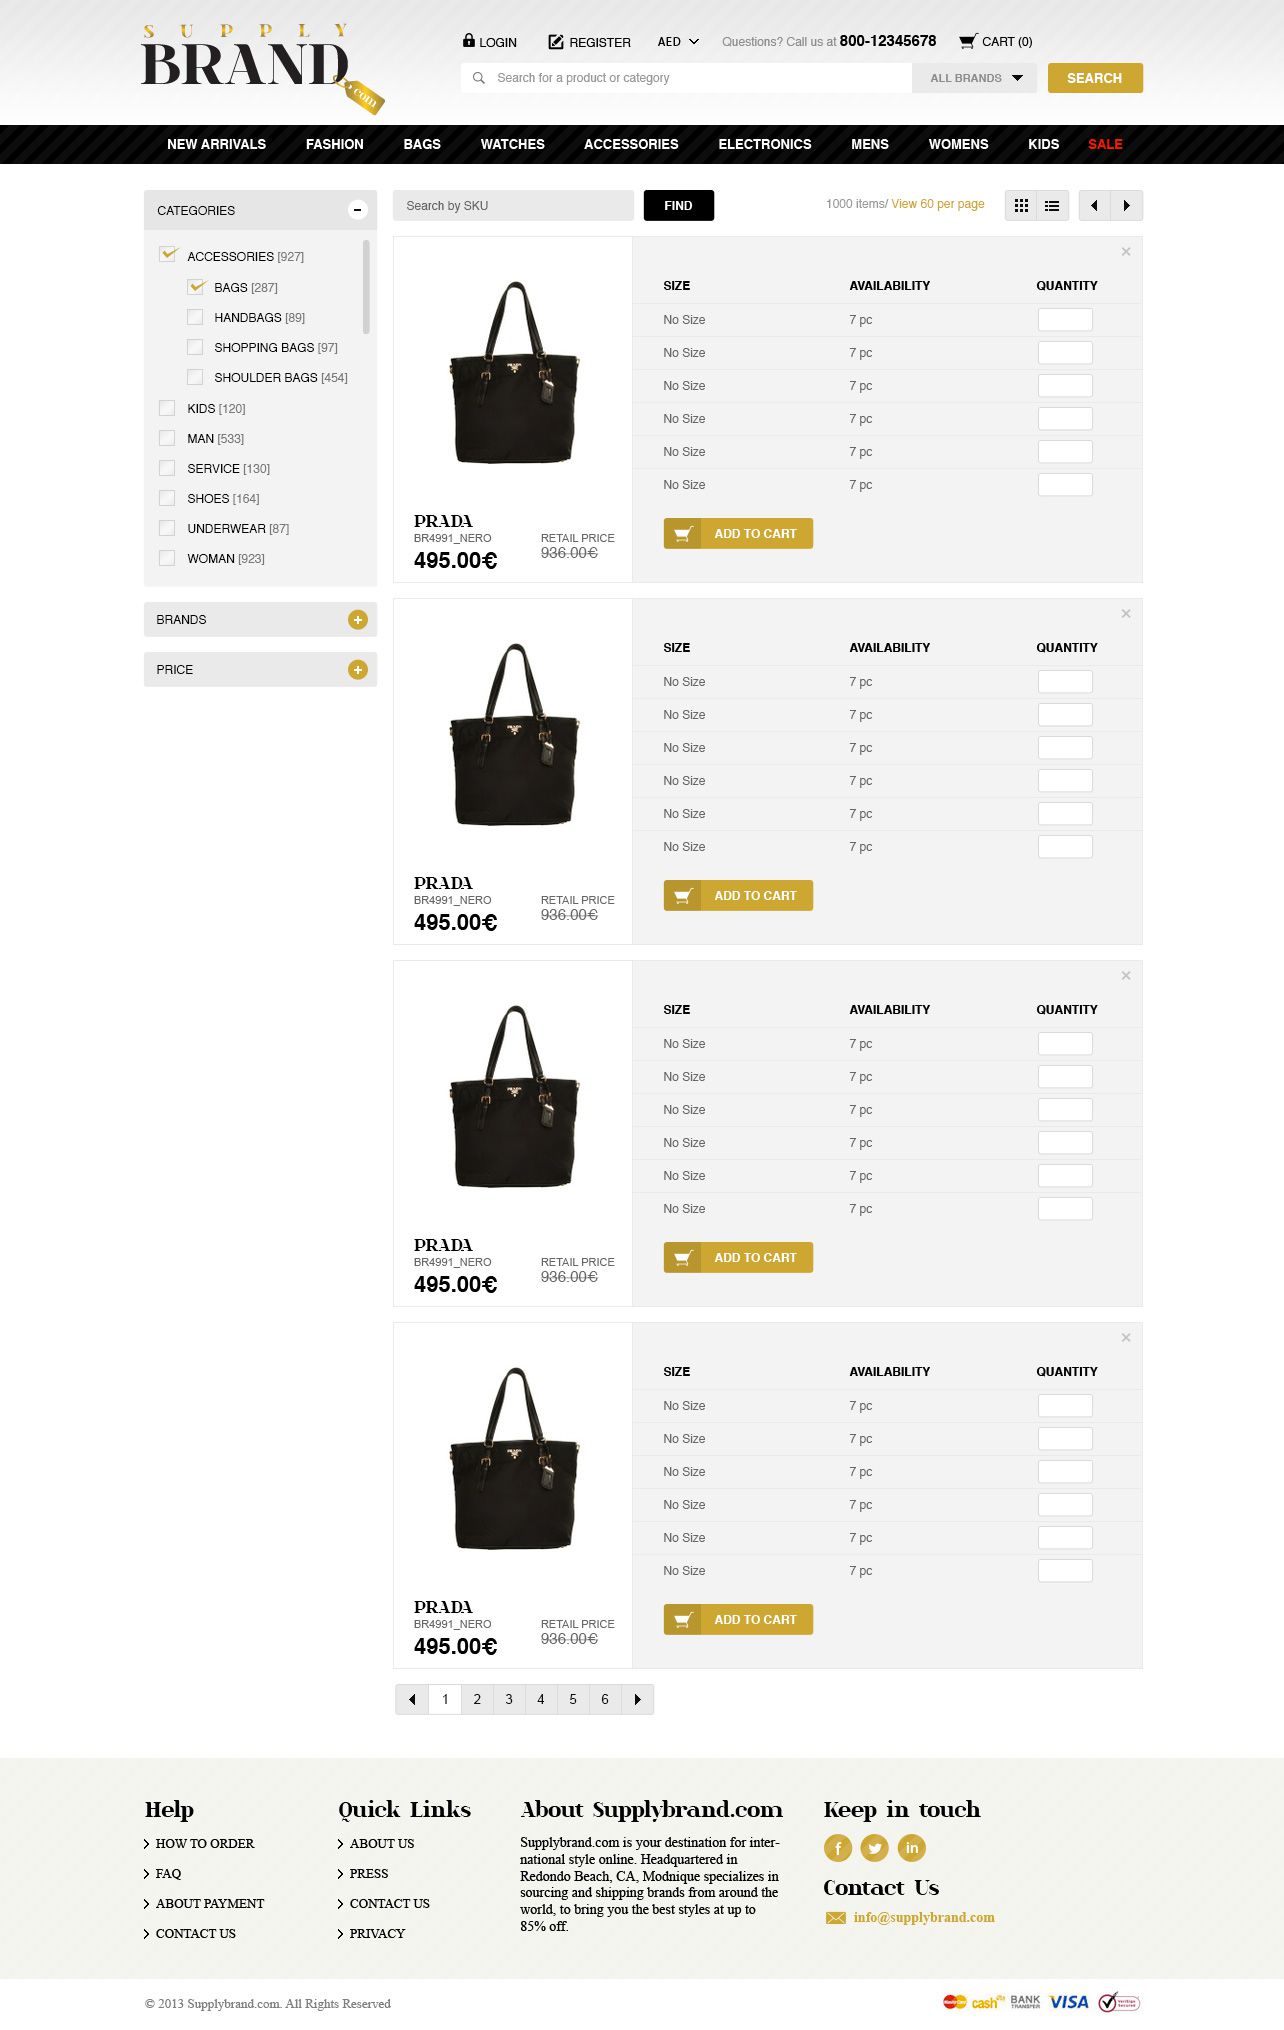 SUPPLY
BRAND
.com
LOGIN
REGISTER
AED
Questions? Call us at 800-12345678
CART (0)
Search for a product or category
ALL BRANDS
SEARCH
NEW ARRIVALS FASHION BAGS WATCHES ACCESSORIES ELECTRONICS MENS WOMENS KIDS SALE
CATEGORIES
ACCESSORIES [927]
BAGS [287]
HANDBAGS [89]
SHOPPING BAGS [97]
SHOULDER BAGS [454]
KIDS [120]
MAN [533]
SERVICE [130]
SHOES [164]
UNDERWEAR [87]
WOMAN [923]
BRANDS
PRICE
Search by SKU
FIND
1000 items/ View 60 per page
PRADA
PRADA
BR4991_NERO
495.00€
RETAIL PRICE
936.00€
SIZE AVAILABILITY QUANTITY
No Size 7 pc
No Size 7 pc
No Size 7 pc
No Size 7 pc
No Size 7 pc
No Size 7 pc
ADD TO CART
PRADA
PRADA
BR4991_NERO
495.00€
RETAIL PRICE
936.00€
SIZE AVAILABILITY QUANTITY
No Size 7 pc
No Size 7 pc
No Size 7 pc
No Size 7 pc
No Size 7 pc
No Size 7 pc
ADD TO CART
PRADA
PRADA
BR4991_NERO
495.00€
RETAIL PRICE
936.00€
SIZE AVAILABILITY QUANTITY
No Size 7 pc
No Size 7 pc
No Size 7 pc
No Size 7 pc
No Size 7 pc
No Size 7 pc
ADD TO CART
PRADA
PRADA
BR4991_NERO
495.00€
RETAIL PRICE
936.00€
SIZE AVAILABILITY QUANTITY
No Size 7 pc
No Size 7 pc
No Size 7 pc
No Size 7 pc
No Size 7 pc
No Size 7 pc
ADD TO CART
1 2 3 4 5 6
Help
HOW TO ORDER
FAQ
ABOUT PAYMENT
CONTACT US
Quick Links
ABOUT US
PRESS
CONTACT US
PRIVACY
About Supplybrand.com
Supplybrand.com is your destination for inter-
national style online. Headquartered in
Redondo Beach, CA, Modnique specializes in
sourcing and shipping brands from around the
world, to bring you the best styles at up to
85% off.
Keep in touch
f
in
Contact Us
info@supplybrand.com
© 2013 Supplybrand.com. All Rights Reserved
cash
BANK
TRANSFER
VISA